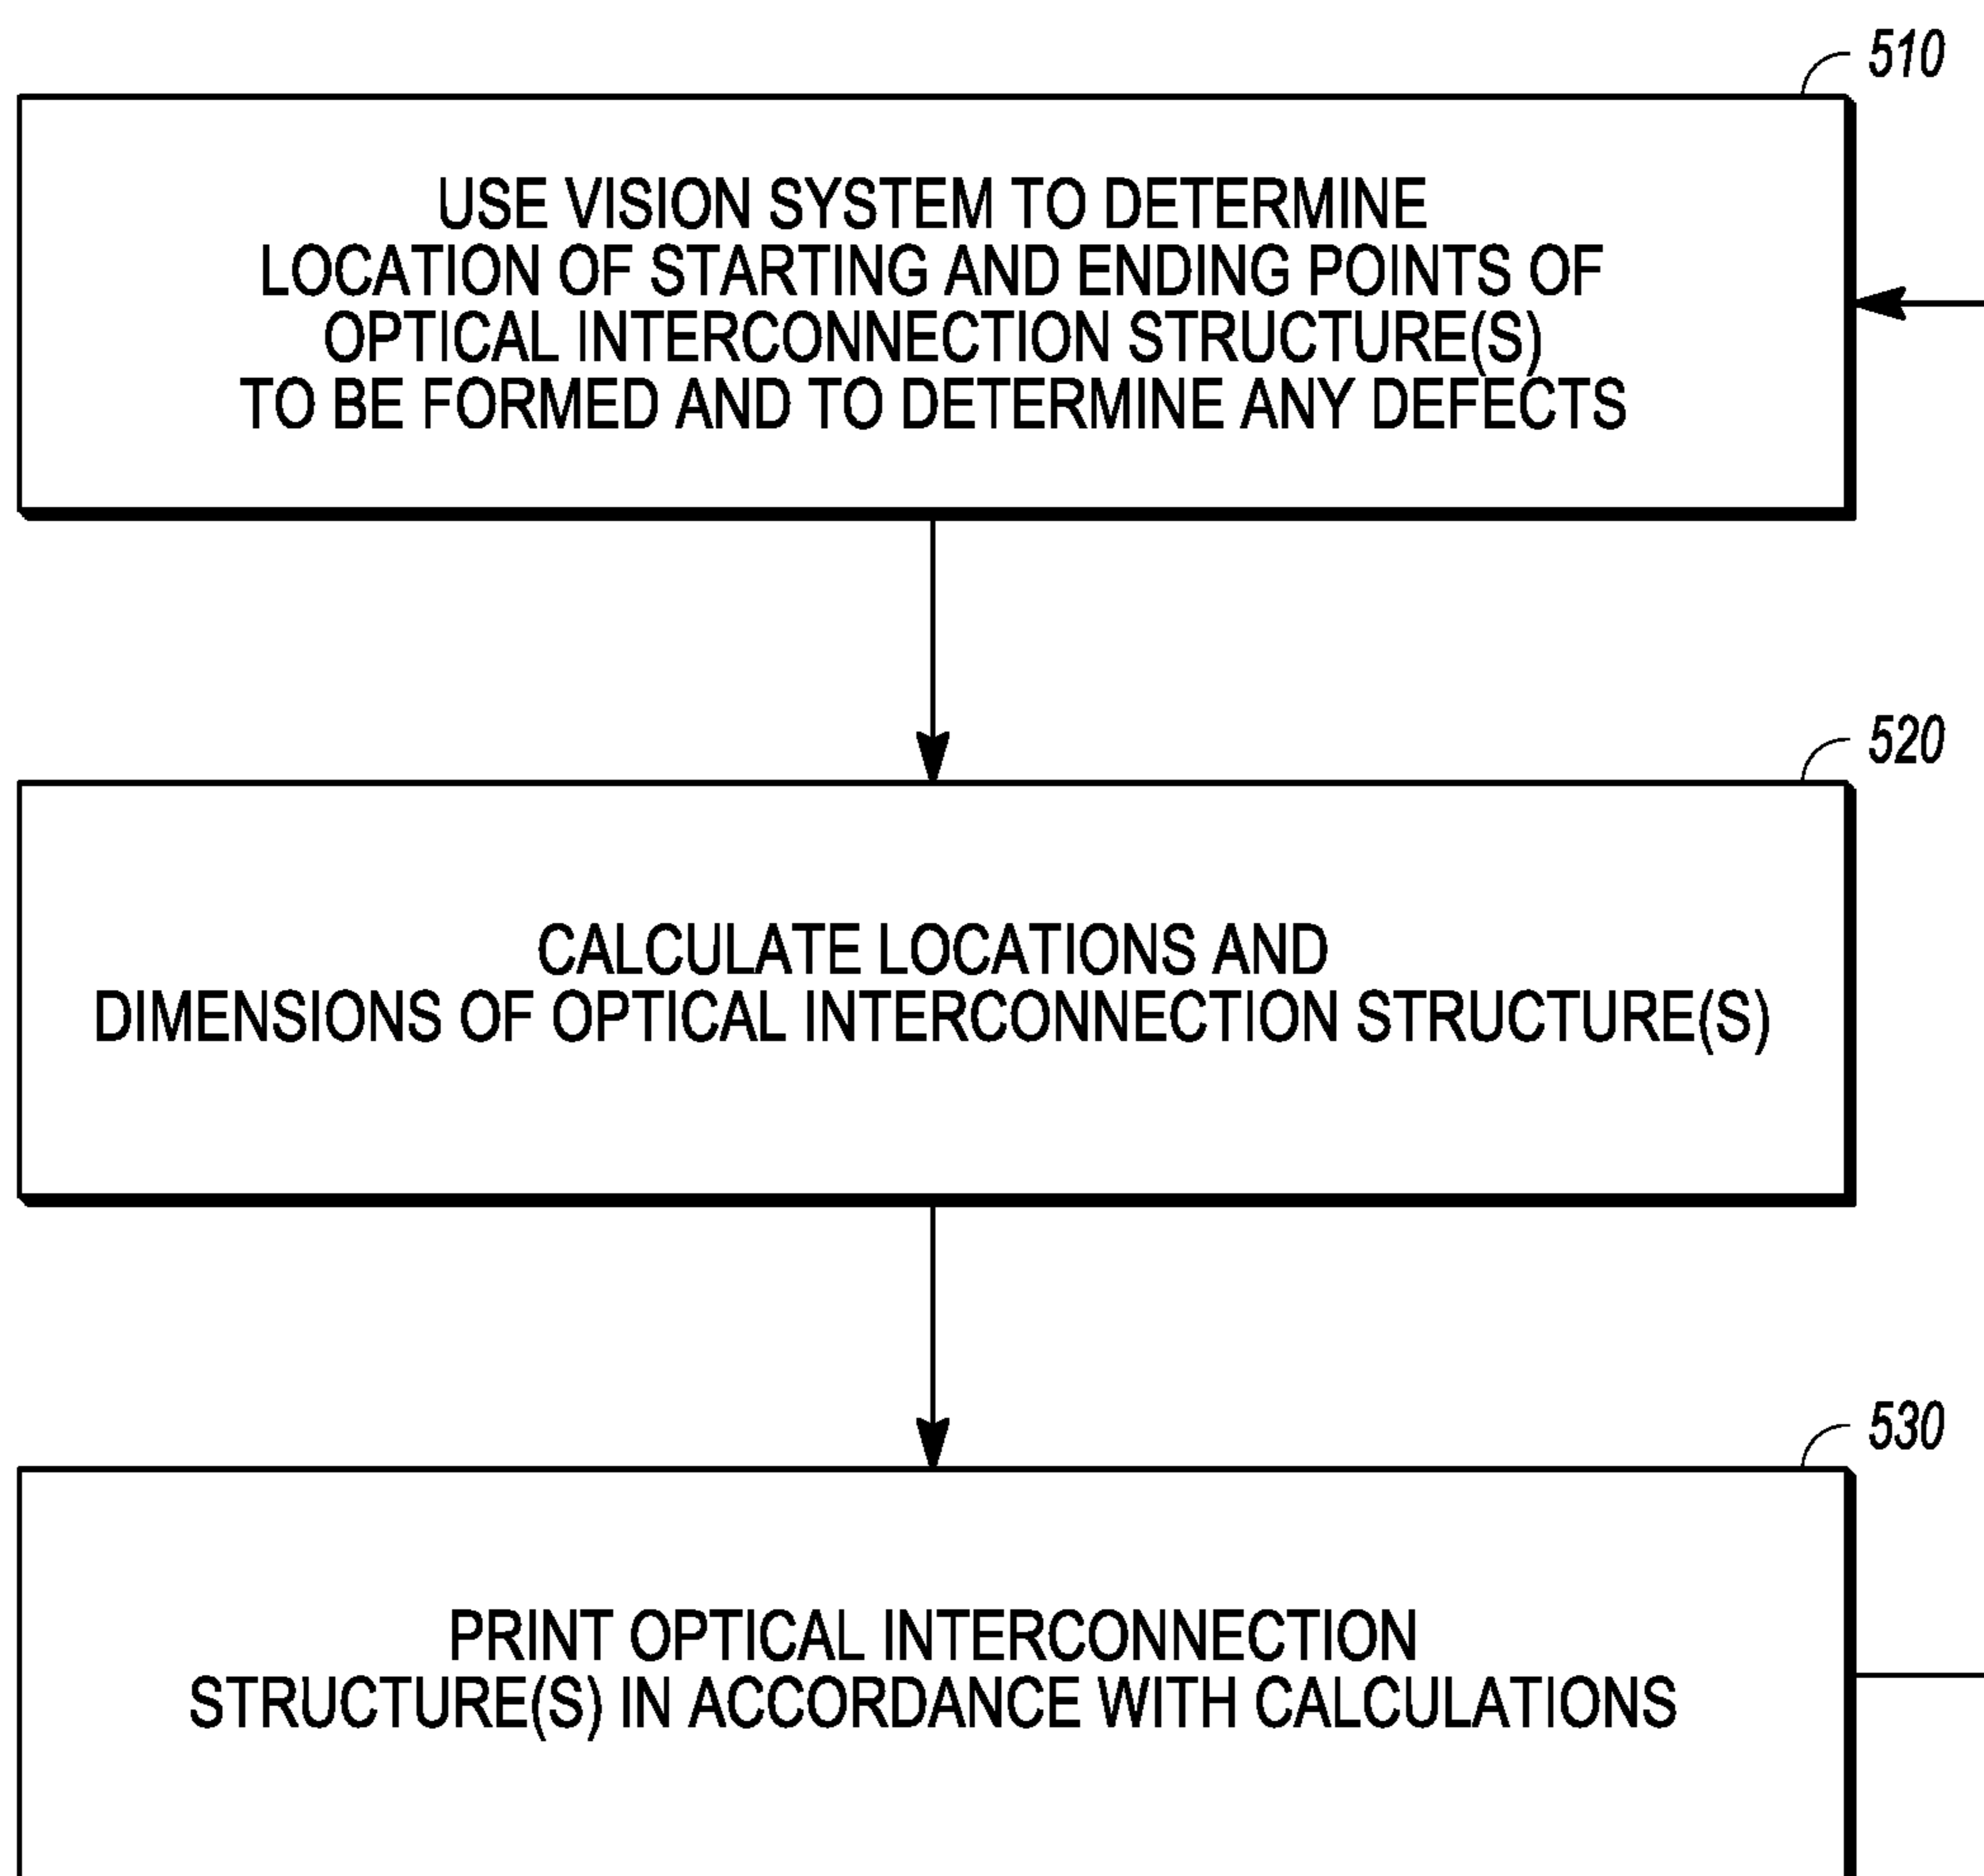 510
USE VISION SYSTEM TO DETERMINE
LOCATION OF STARTING AND ENDING POINTS OF
OPTICAL INTERCONNECTION STRUCTURE(S)
TO BE FORMED AND TO DETERMINE ANY DEFECTS
520
CALCULATE LOCATIONS AND
DIMENSIONS OF OPTICAL INTERCONNECTION STRUCTURE(S)
530
PRINT OPTICAL INTERCONNECTION
STRUCTURE(S) IN ACCORDANCE WITH CALCULATIONS